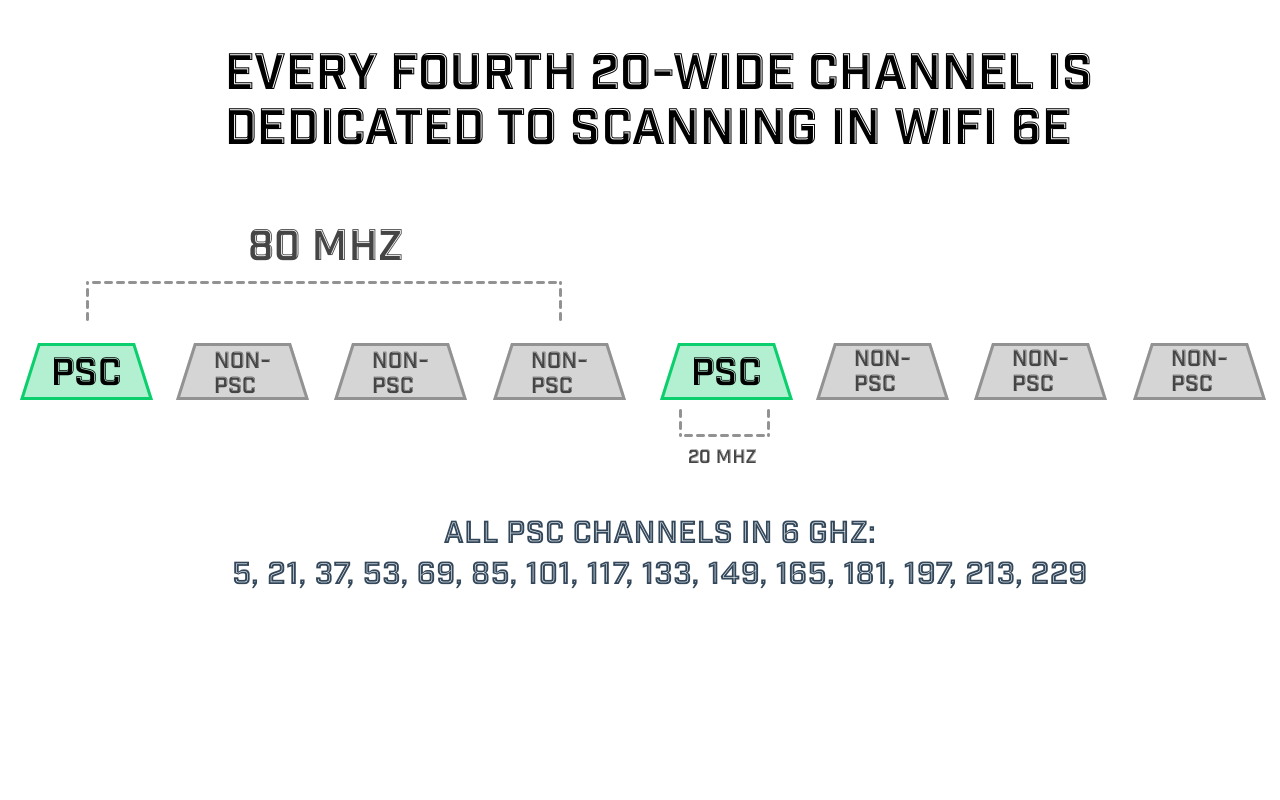 EVERY FOURTH 20-WIDE CHANNEL IS
DEDICATED TO SCANNING IN WIFI 6E
80 MHZ
PSC
NON-
PSC
NON-
PSC
NON-
PSC
PSC
NON-
PSC
NON-
PSC
NON-
PSC
20 MHZ
ALL PSC CHANNELS IN 6 GHZ:
5, 21, 37, 53, 69, 85, 101, 117, 133, 149, 165, 181, 197, 213, 229